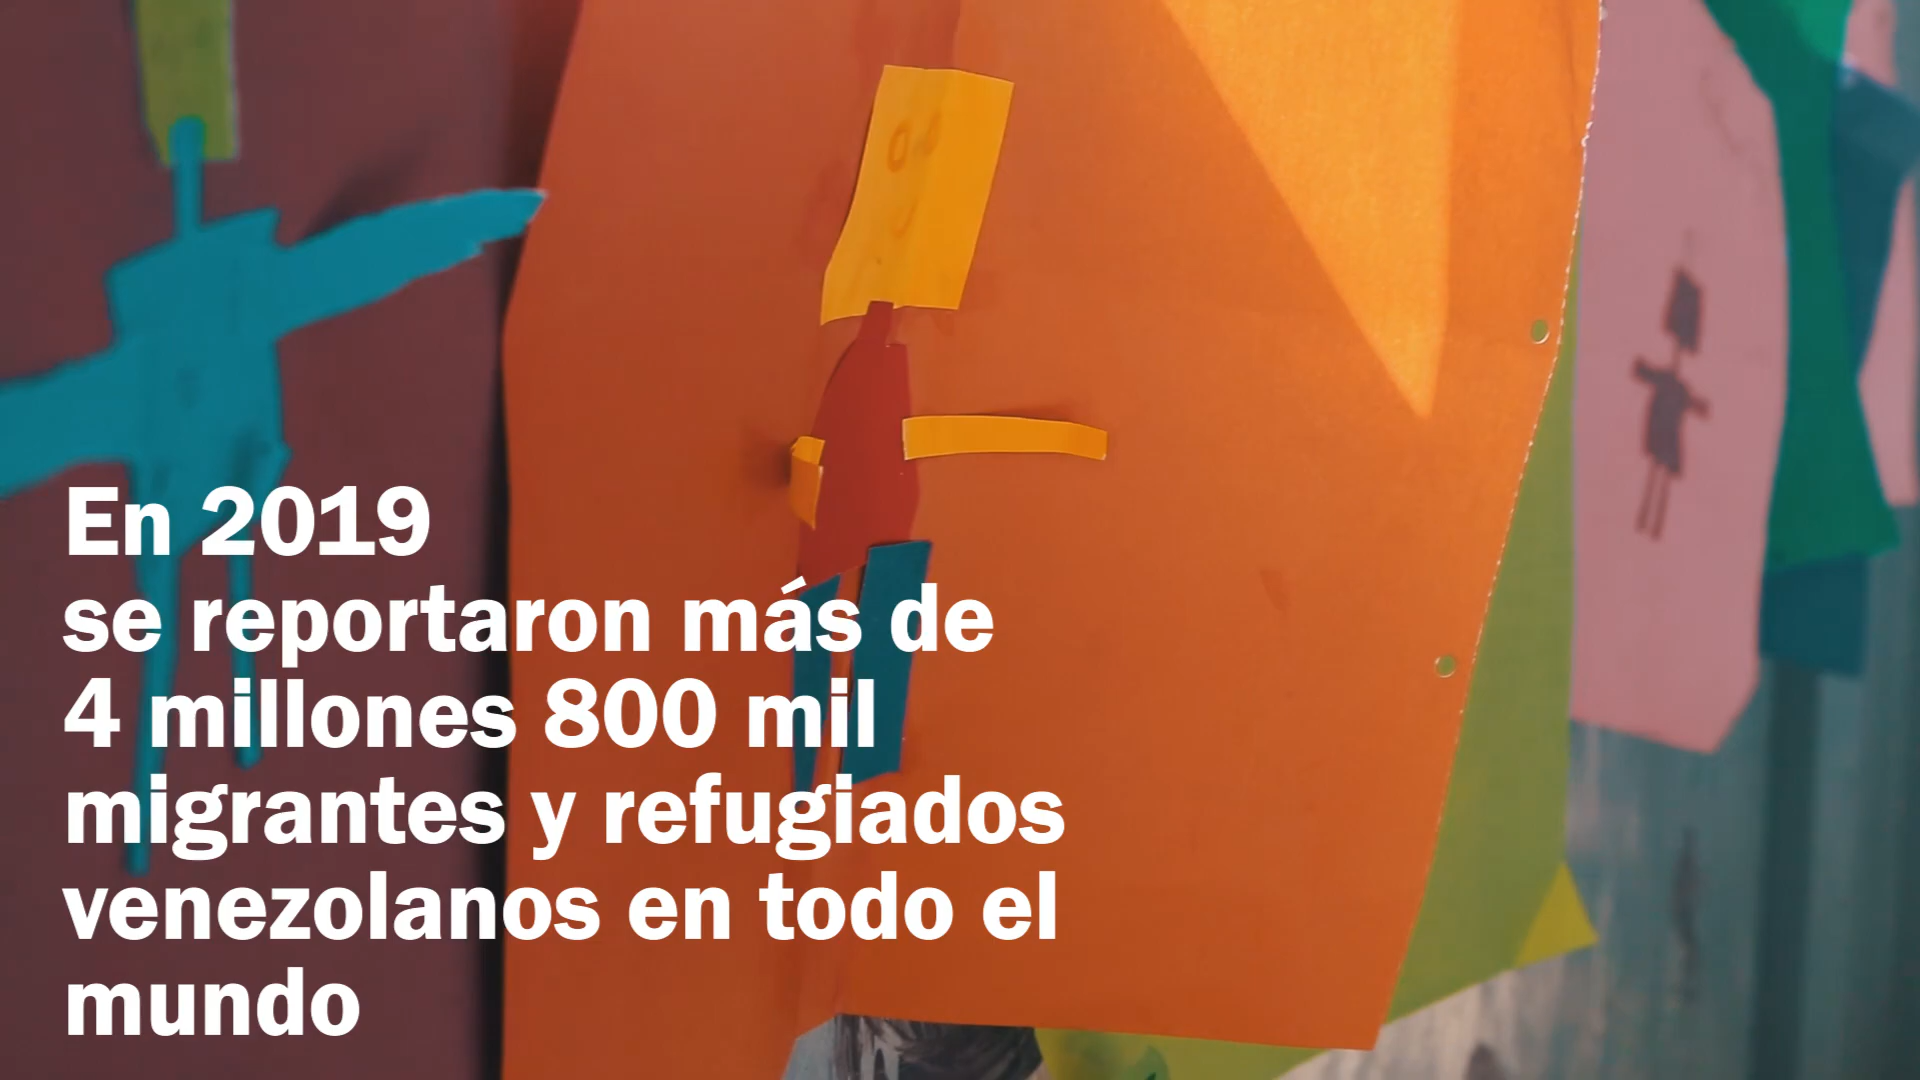 En 2019
se reportaron más de
4 millones 800 mil
migrantes y refugiados
venezolanos en todo el
mundo